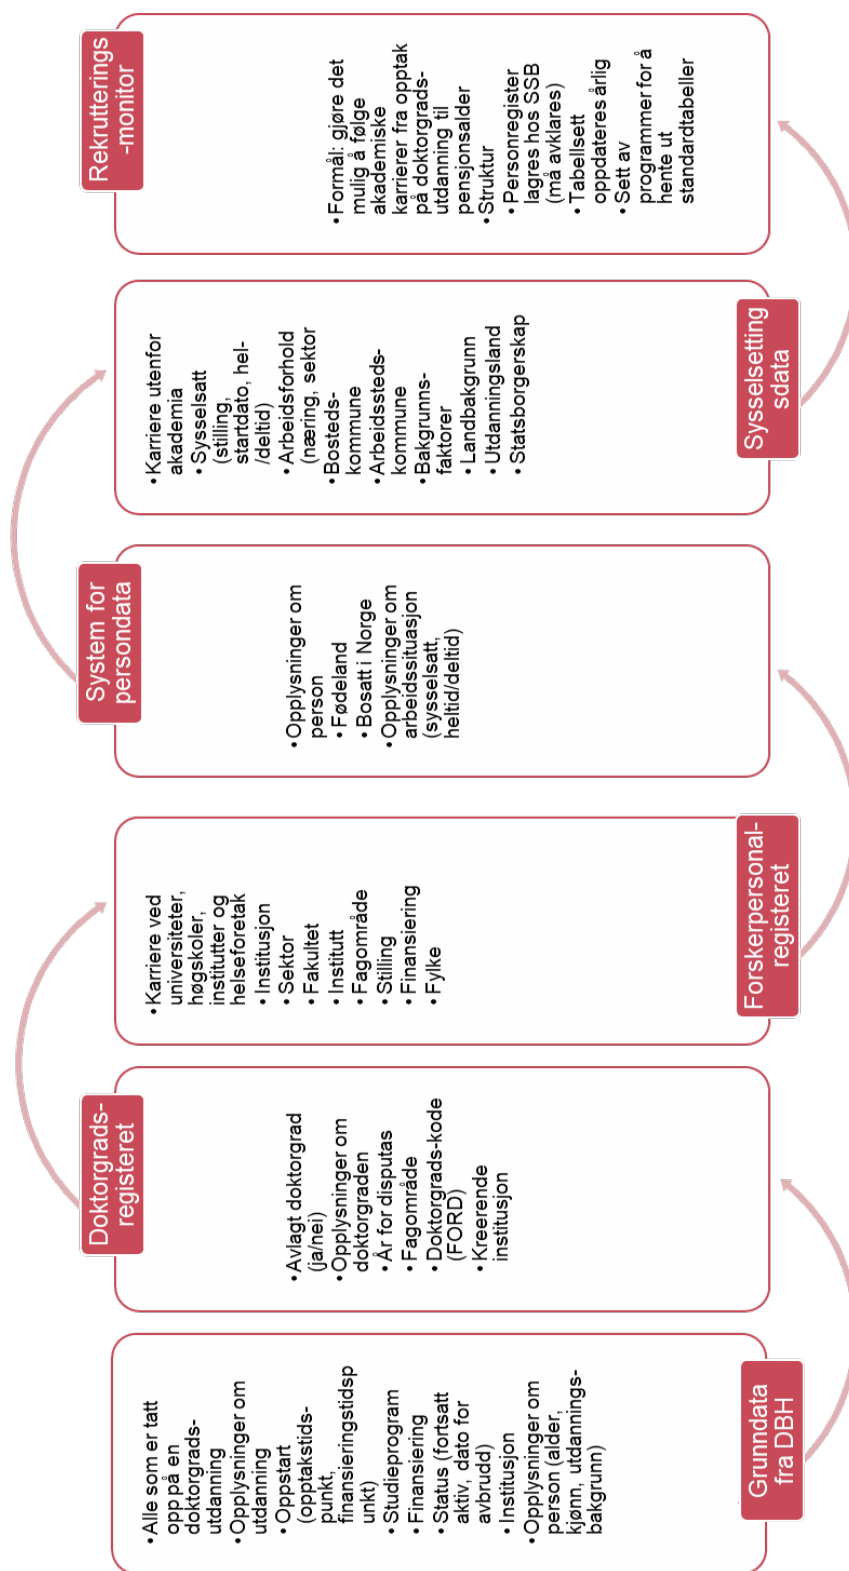 • Alle som er tatt
opp på en
doktorgrads-
utdanning
• Opplysninger om
utdanning
• Oppstart
(opptakstids-
punkt,
finansieringstidsp
unkt)
• Studieprogram
• Finansiering
• Status (fortsatt
aktiv, dato for
avbrudd)
• Institusjon
• Opplysninger om
person (alder,
kjønn, utdannings-
bakgrunn)
Grunndata
fra DBH
Doktorgrads-
registeret
• Avlagt doktorgrad
(ja/nei)
• Opplysninger om
doktorgraden
• År for disputas
• Fagområde
• Doktorgrads-kode
(FORD)
• Kreerende
institusjon
• Karriere ved
universiteter,
høgskoler,
institutter og
helseforetak
• Institusjon
• Sektor
• Fakultet
• Institutt
• Fagområde
• Stilling
• Finansiering
• Fylke
Forskerpersonal-
registeret
System for
persondata
• Opplysninger om
person
• Fødeland
• Bosatt i Norge
• Opplysninger om
arbeidssituasjon
(sysselsatt,
heltid/deltid)
• Karriere utenfor
akademia
• Sysselsatt
(stilling,
startdato, hel-
/deltid)
• Arbeidsforhold
(næring, sektor)
• Bosteds-
kommune
• Arbeidssteds-
kommune
• Bakgrunns-
faktorer
• Landbakgrunn
• Utdanningsland
• Statsborgerskap
Sysselsetting
sdata
Rekrutterings
-monitor
• Formål: gjøre det
mulig å følge
akademiske
karrierer fra opptak
på doktorgrads-
utdanning til
pensjonsalder
• Struktur
• Personregister
lagres hos SSB
(må avklares)
• Tabellsett
oppdateres årlig
• Sett av
programmer for å
hente ut
standardtabeller